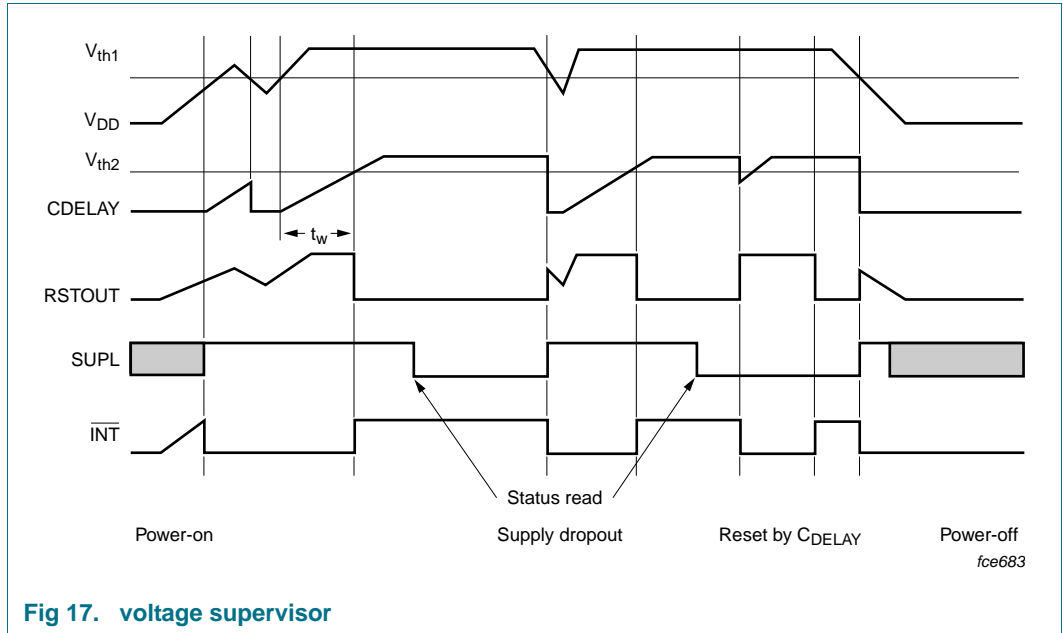 Vth1
VDD
Vth2
CDELAY
tw
RSTOUT
SUPL
INT
Status read
Power-on
Supply dropout
Reset by CDELAY
Power-off
fce683
Fig 17. voltage supervisor